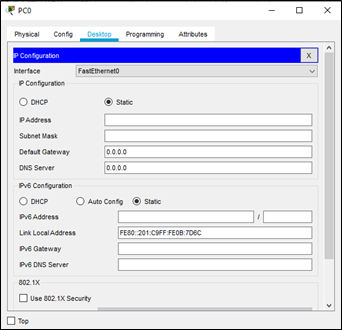 PC0
Physical Config Desktop Programming Attributes
IP Configuration X
Interface FastEthernet0
IP Configuration
DHCP Static
IP Address
Subnet Mask
Default Gateway 0.0.0.0
DNS Server 0.0.0.0
IPv6 Configuration
DHCP Auto Config Static
IPv6 Address /
Link Local Address FE80::201:C9FF:FE0B:7D6C
IPv6 Gateway
IPv6 DNS Server
802.1X
Use 802.1X Security
Top